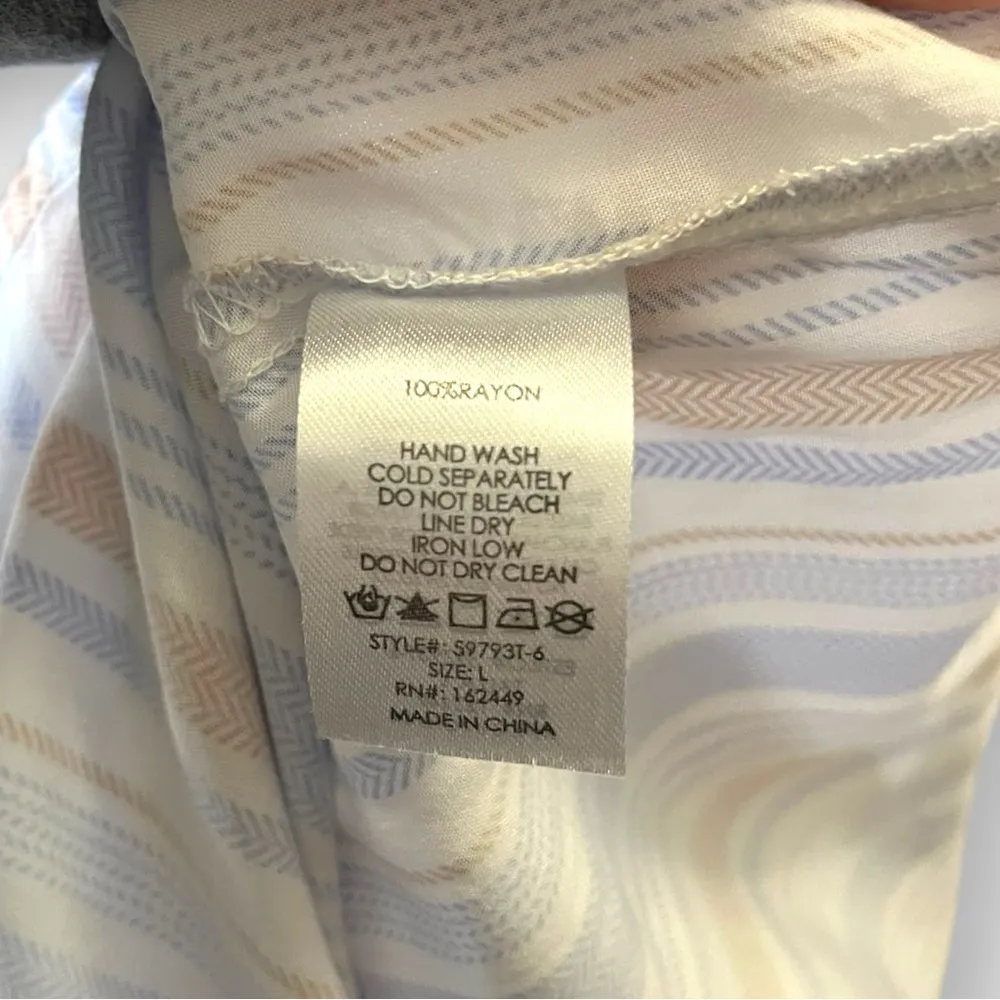 100%RAYON
HAND WASH
COLD SEPARATELY
DO NOT BLEACH
LINE DRY
IRON LOW
DO NOT DRY CLEAN
STYLE#: S9793T-6
SIZE: L
RN#: 162449
MADE IN CHINA